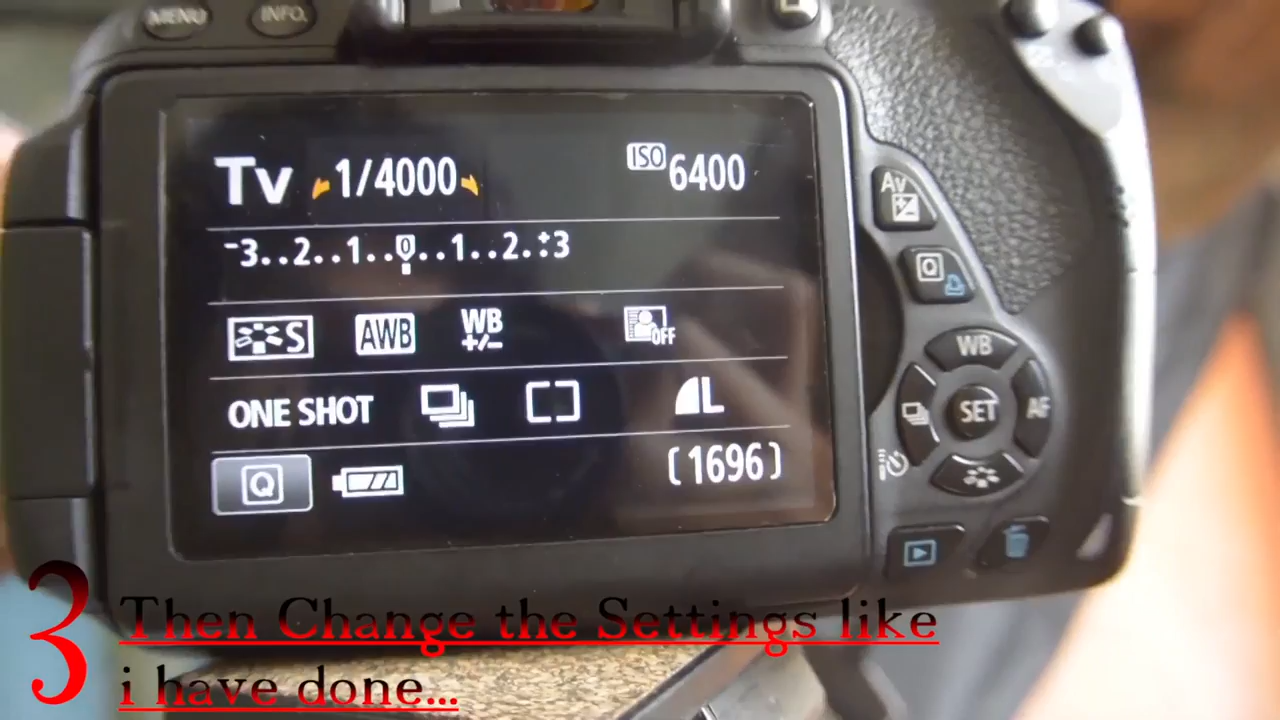 MENU INFO.
Tv 1/4000 ISO 6400
-3..2..1..0..1..2.:+3
S AWB WB +/- OFF
ONE SHOT L
Q [1696]
Av
Q
WB
SET AF
3 Then Change the Settings like
i have done...